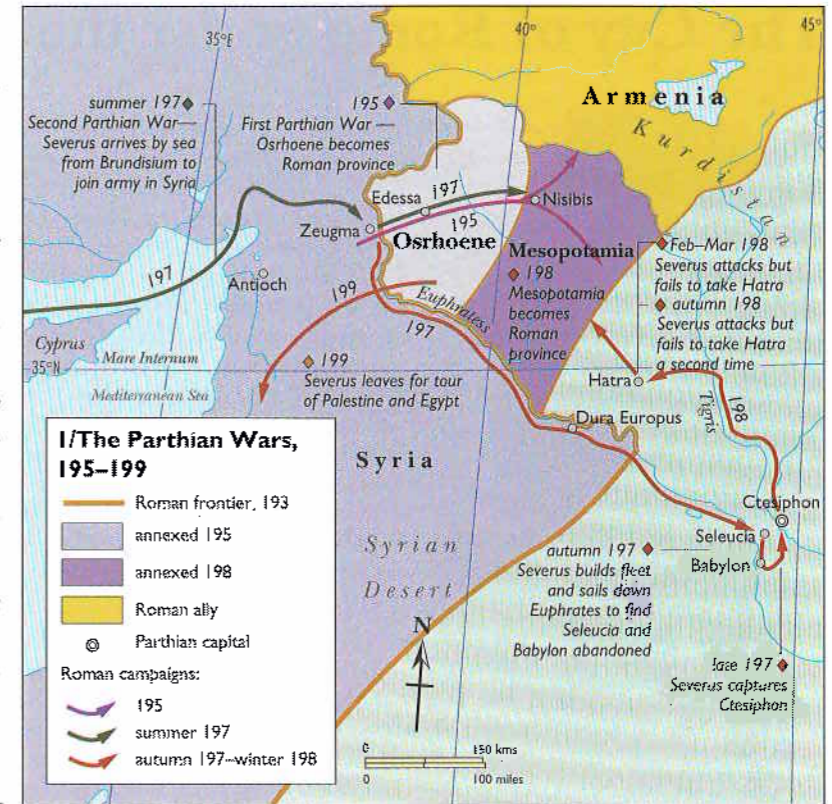 35°E
40°
45°
Armenia
Kurdistan
summer 197
Second Parthian War—
Severus arrives by sea
from Brundisium to
join army in Syria
195
First Parthian War —
Osrhoene becomes
Roman province
Edessa
197
Nisibis
Zeugma
195
Osrhoene
Mesopotamia
198
Mesopotamia
becomes
Roman
province
Feb–Mar 198
Severus attacks but
fails to take Hatra
autumn 198
Severus attacks but
fails to take Hatra
a second time
197
Antioch
199
Euphratess
197
Cyprus
35°N
Mare Internum
Mediterranean Sea
199
Severus leaves for tour
of Palestine and Egypt
Hatra
Tigris
198
Dura Europus
Syria
Syrian
Desert
Ctesiphon
Seleucia
Babylon
autumn 197
Severus builds fleet
and sails down
Euphrates to find
Seleucia and
Babylon abandoned
late 197
Severus captures
Ctesiphon
N
0 150 kms
0 100 miles
1/The Parthian Wars,
195–199
Roman frontier, 193
annexed 195
annexed 198
Roman ally
Parthian capital
Roman campaigns:
195
summer 197
autumn 197–winter 198